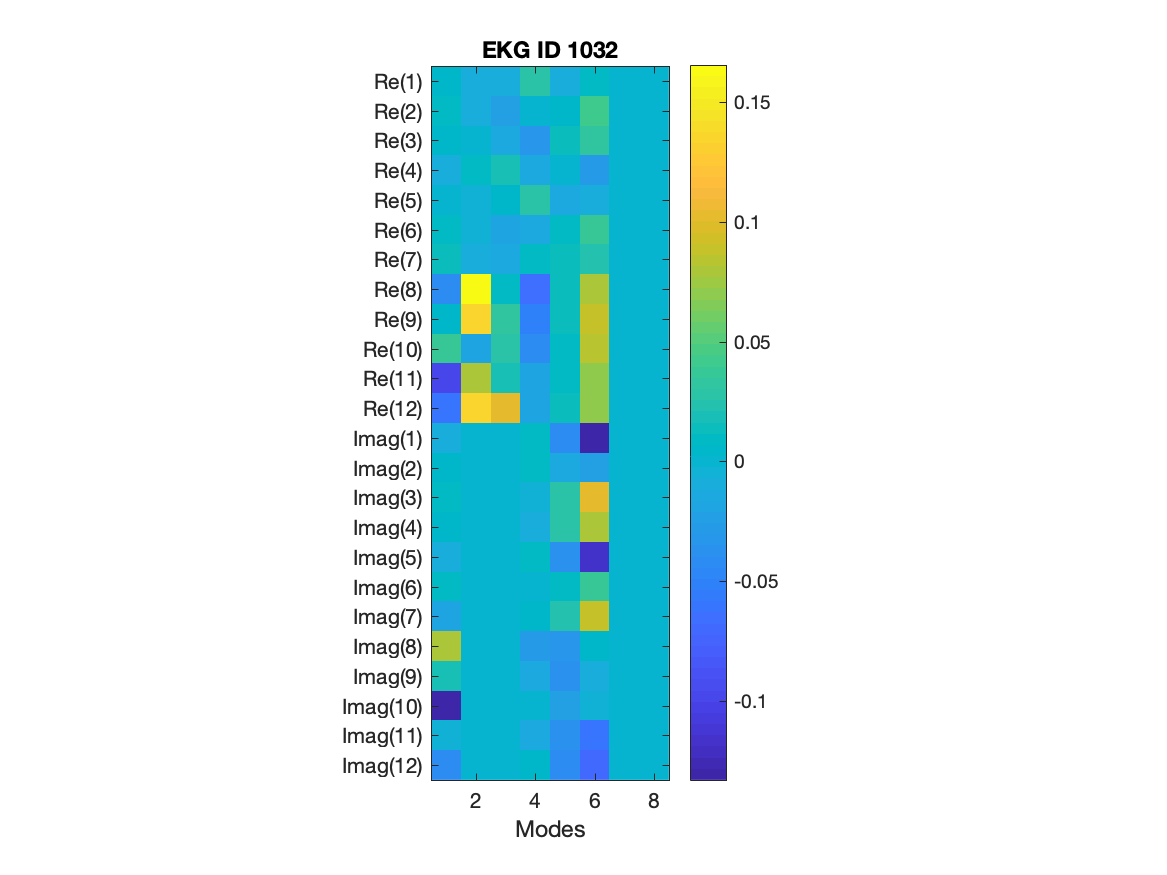 EKG ID 1032
Re(1)
Re(2)
Re(3)
Re(4)
Re(5)
Re(6)
Re(7)
Re(8)
Re(9)
Re(10)
Re(11)
Re(12)
Imag(1)
Imag(2)
Imag(3)
Imag(4)
Imag(5)
Imag(6)
Imag(7)
Imag(8)
Imag(9)
Imag(10)
Imag(11)
Imag(12)
2 4 6 8
Modes
0.15
0.1
0.05
0
-0.05
-0.1